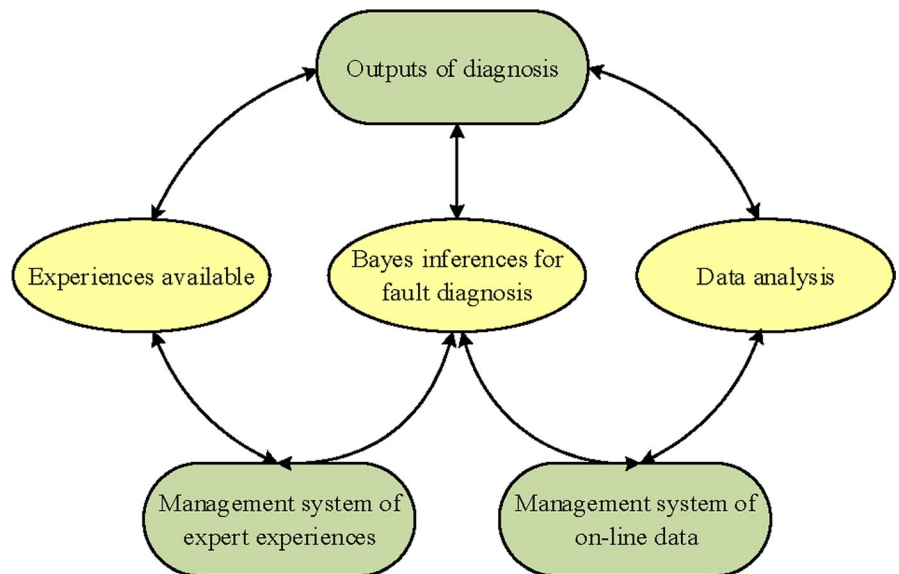 Outputs of diagnosis
Experiences available
Bayes inferences for
fault diagnosis
Data analysis
Management system of
expert experiences
Management system of
on-line data